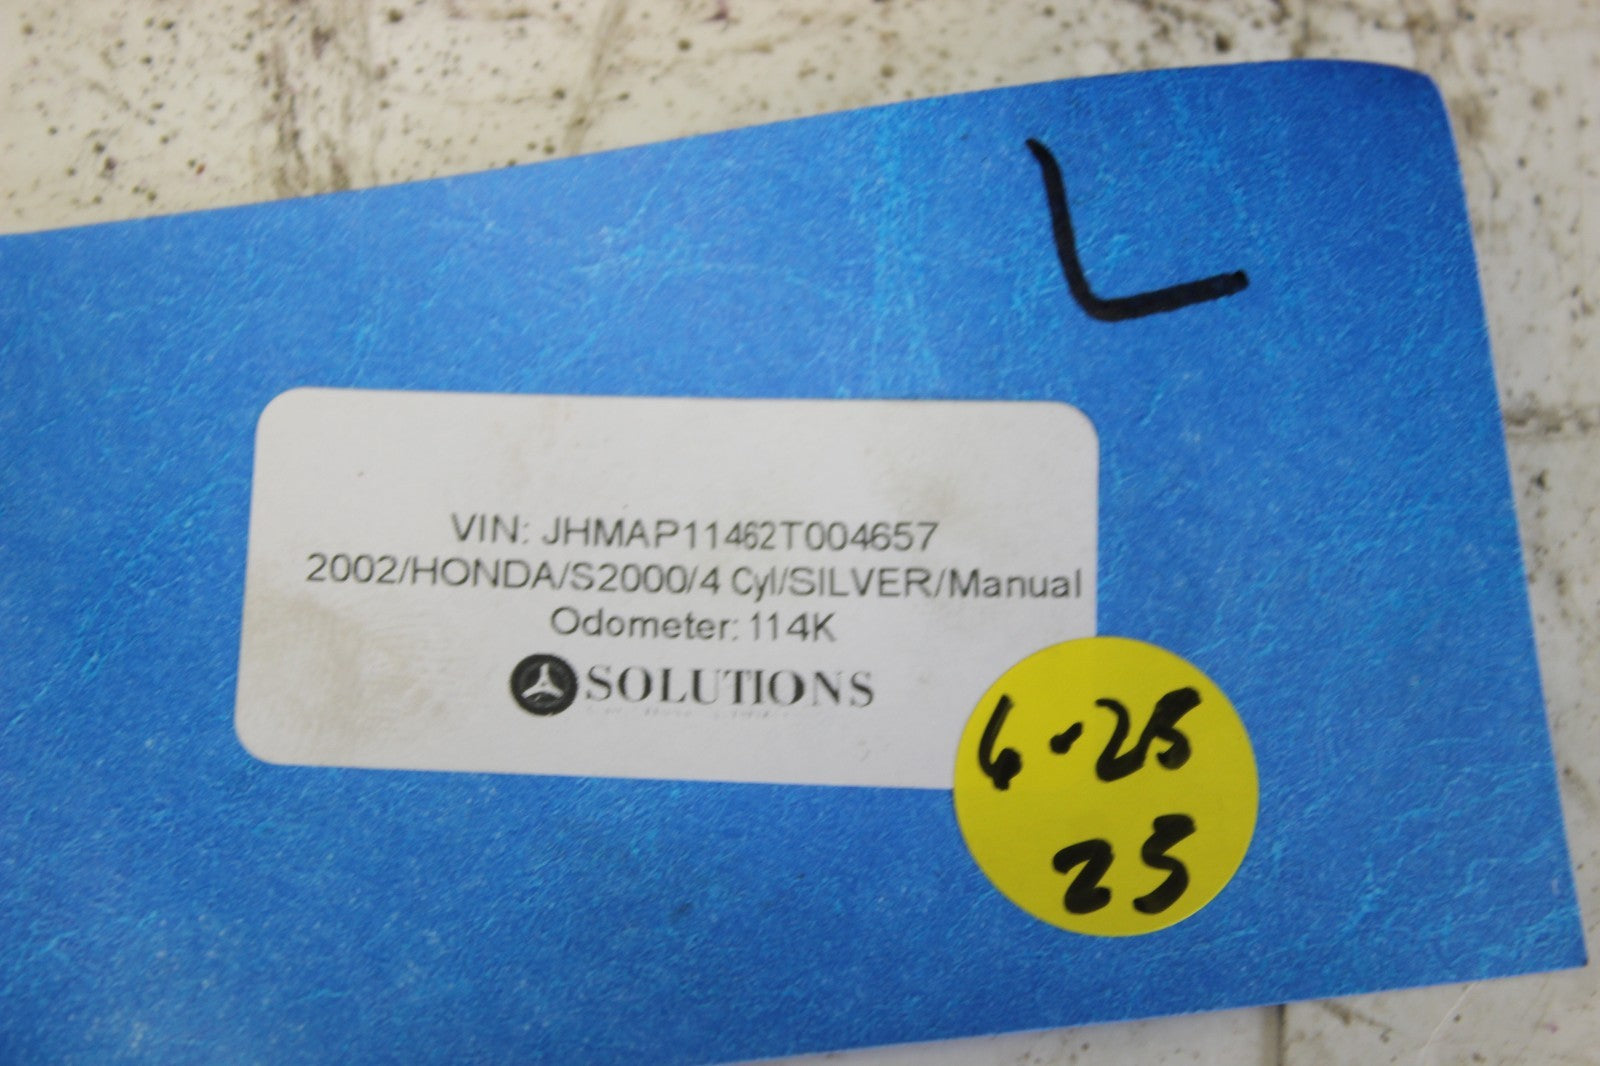 L
VIN: JHMAP11462T004657
2002/HONDA/S2000/4 Cyl/SILVER/Manual
Odometer: 114K
SOLUTIONS
6-25
25